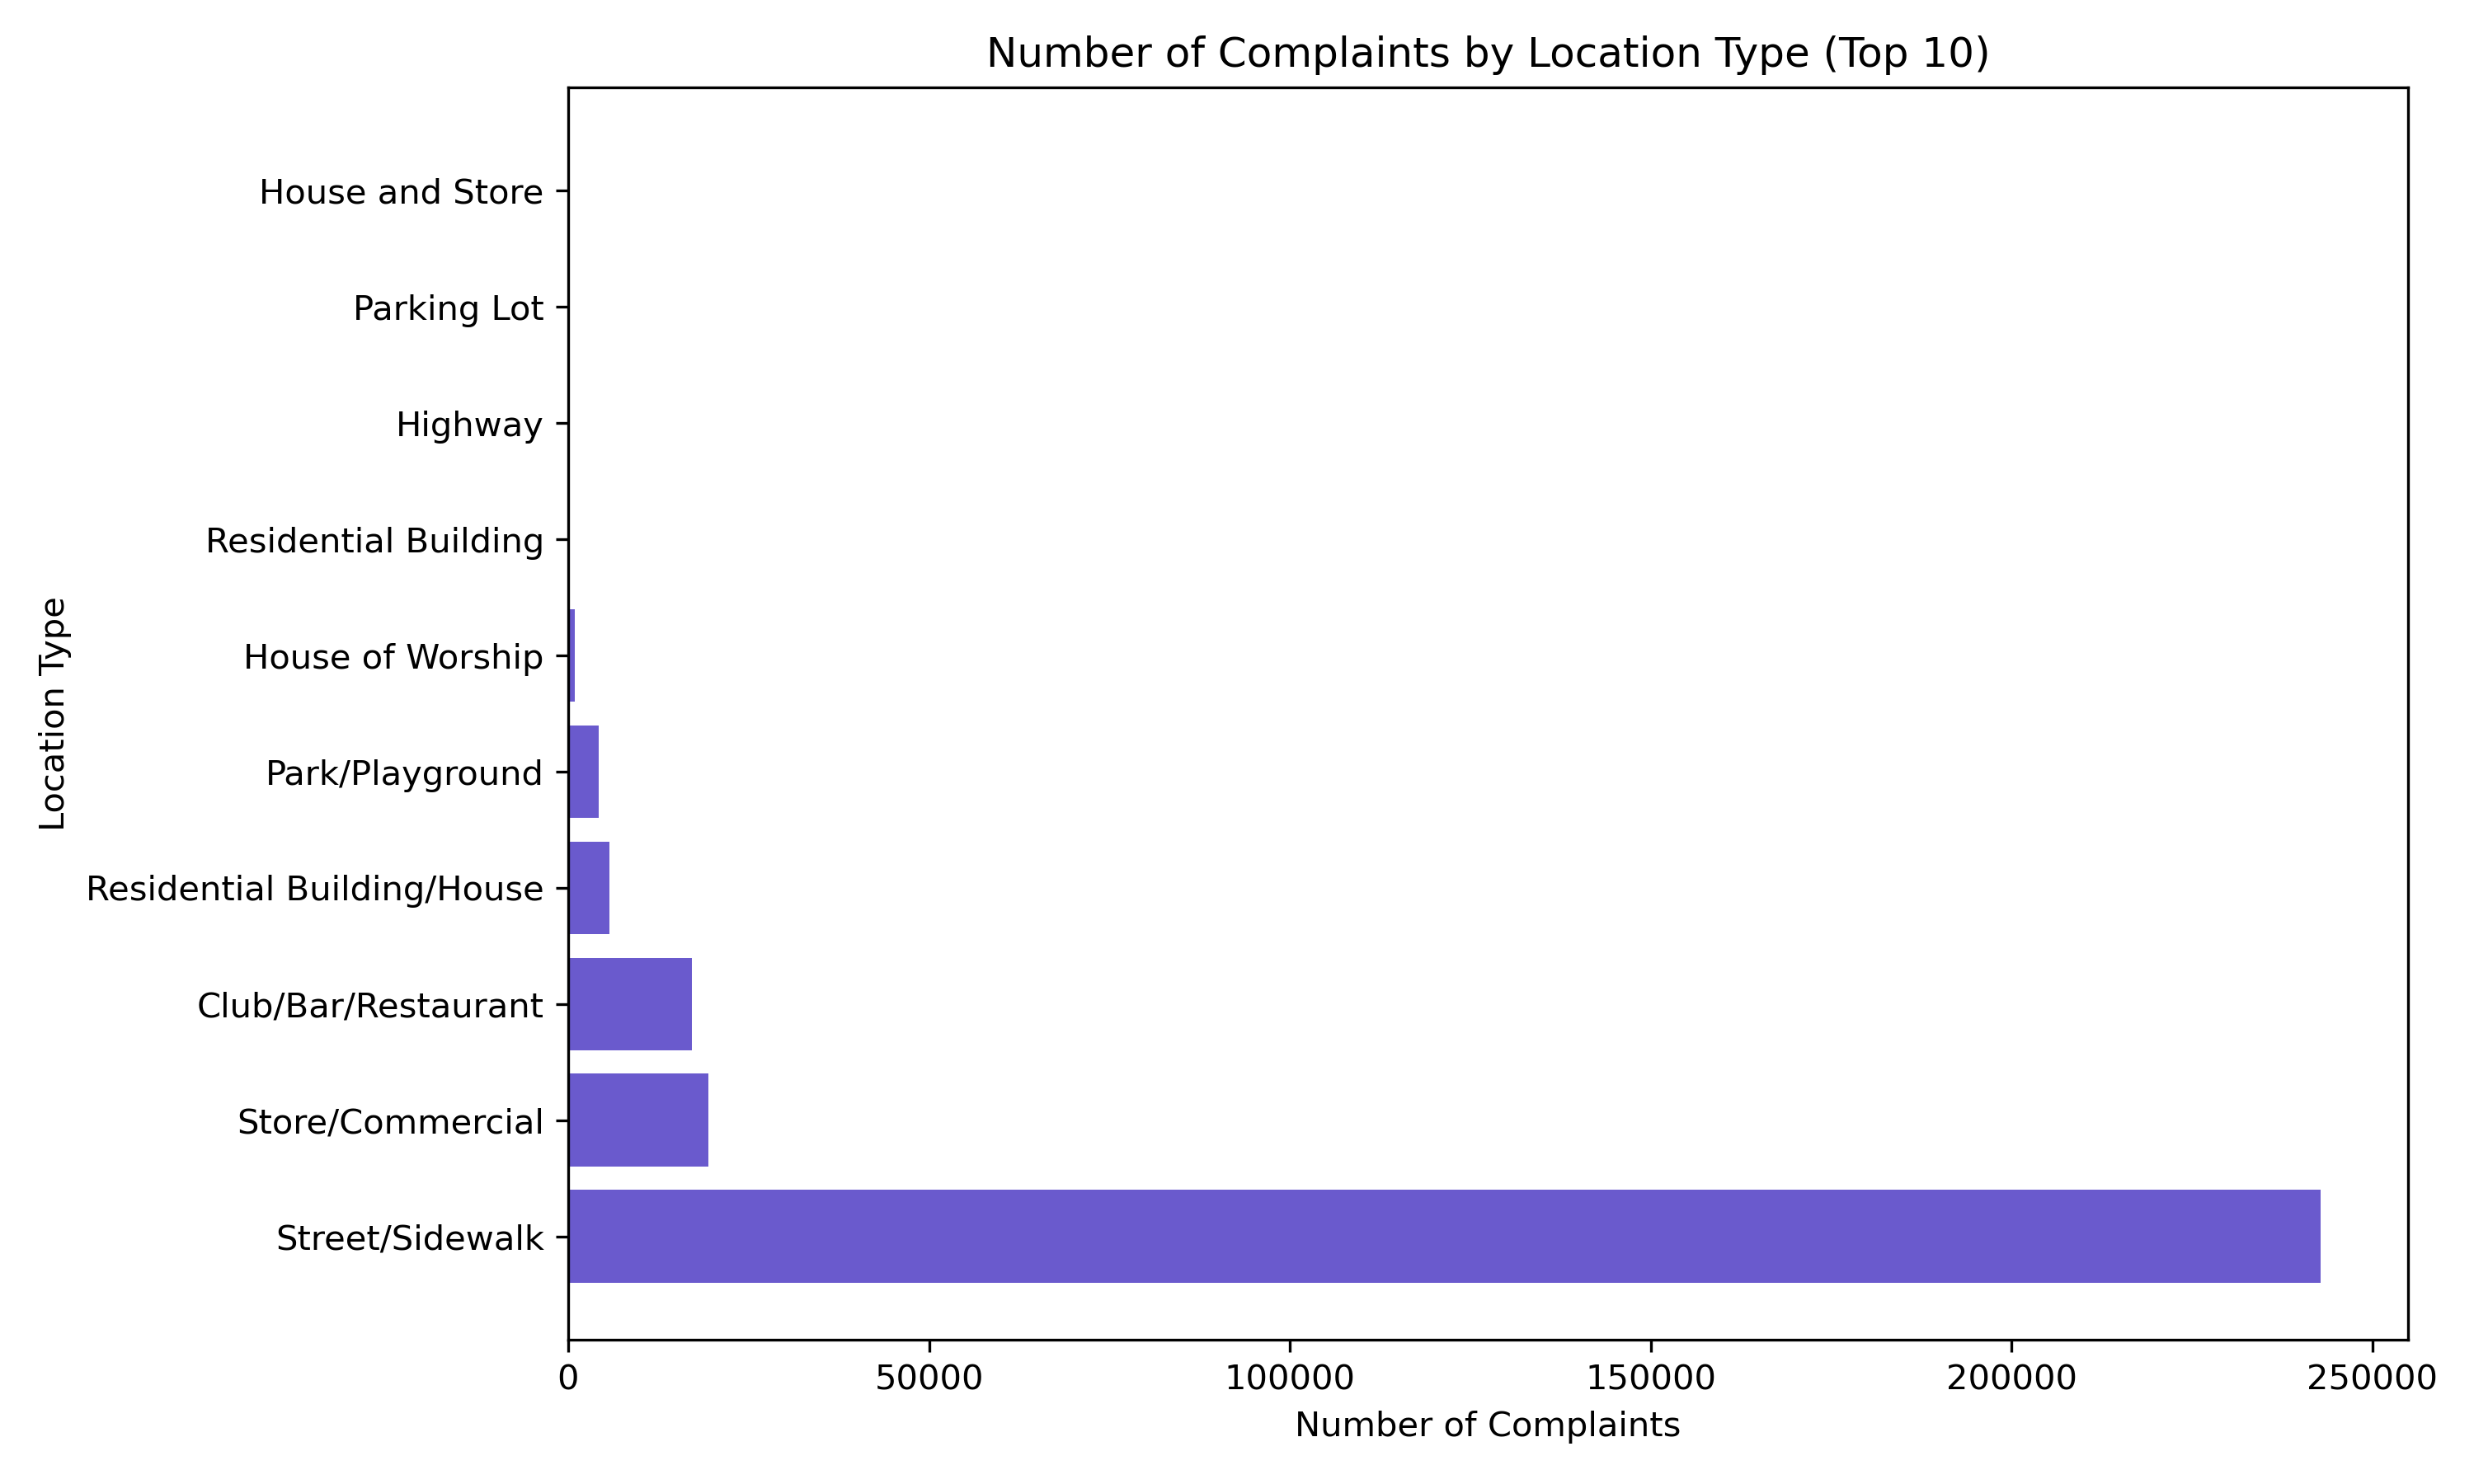 Number of Complaints by Location Type (Top 10)
House and Store
Parking Lot
Highway
Residential Building
House of Worship
Park/Playground
Residential Building/House
Club/Bar/Restaurant
Store/Commercial
Street/Sidewalk
Location Type
0 50000 100000 150000 200000 250000
Number of Complaints